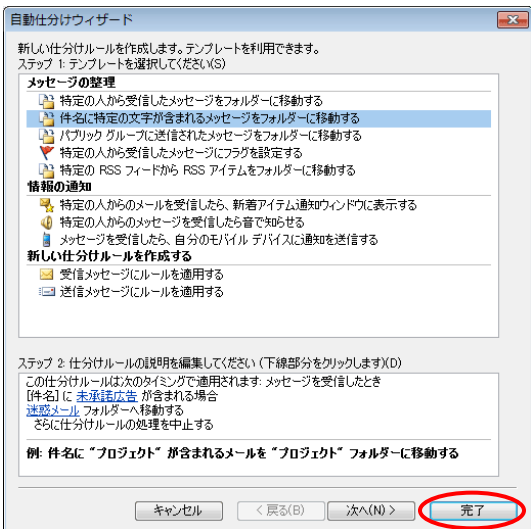 自動仕分けウィザード
新しい仕分けルールを作成します。テンプレートを利用できます。
ステップ 1: テンプレートを選択してください(S)
メッセージの整理
特定の人から受信したメッセージをフォルダーに移動する
件名に特定の文字が含まれるメッセージをフォルダーに移動する
パブリック グループに送信されたメッセージをフォルダーに移動する
特定の人から受信したメッセージにフラグを設定する
特定の RSS フィードから RSS アイテムをフォルダーに移動する
情報の通知
特定の人からのメールを受信したら、新着アイテム通知ウィンドウに表示する
特定の人からのメッセージを受信したら音で知らせる
メッセージを受信したら、自分のモバイル デバイスに通知を送信する
新しい仕分けルールを作成する
受信メッセージにルールを適用する
送信メッセージにルールを適用する
ステップ 2: 仕分けルールの説明を編集してください (下線部分をクリックします)(D)
この仕分けルールは次のタイミングで適用されます: メッセージを受信したとき
[件名] に 未承諾広告 が含まれる場合
迷惑メール フォルダーへ移動する
さらに仕分けルールの処理を中止する
例: 件名に "プロジェクト" が含まれるメールを "プロジェクト" フォルダーに移動する
キャンセル < 戻る(B) 次へ(N) > 完了